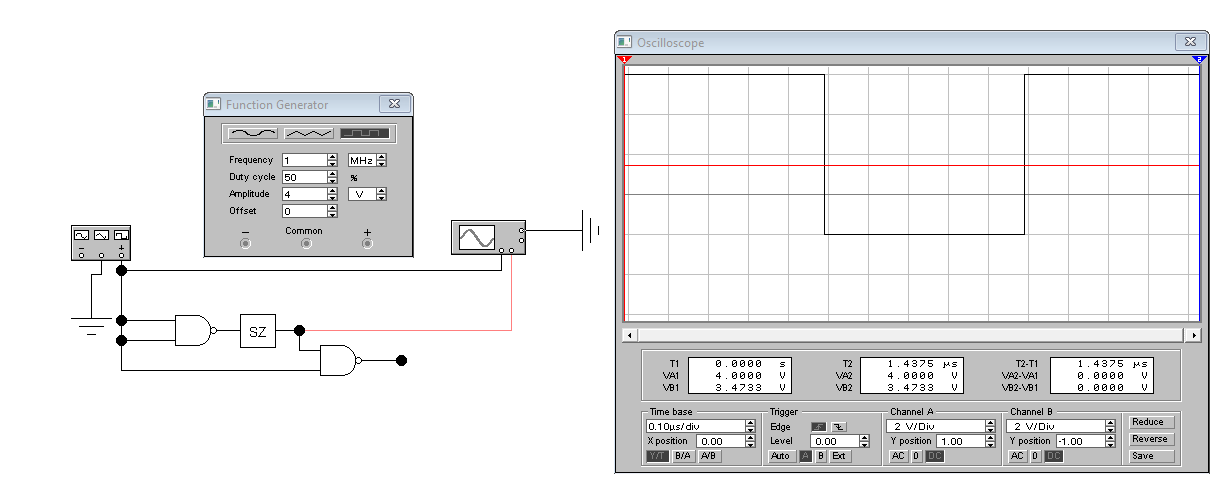 Oscilloscope
1
2
Function Generator
Frequency 1 MHz
Duty cycle 50 %
Amplitude 4 V
Offset 0
− Common +
− +
SZ
T1 0.0000 s
VA1 4.0000 V
VB1 3.4733 V
T2 1.4375 µs
VA2 4.0000 V
VB2 3.4733 V
T2-T1 1.4375 µs
VA2-VA1 0.0000 V
VB2-VB1 0.0000 V
Time base
0.10µs/div
X position 0.00
Y/T B/A A/B
Trigger
Edge
Level 0.00
Auto A B Ext
Channel A
2 V/Div
Y position 1.00
AC 0 DC
Channel B
2 V/Div
Y position -1.00
AC 0 DC
Reduce
Reverse
Save